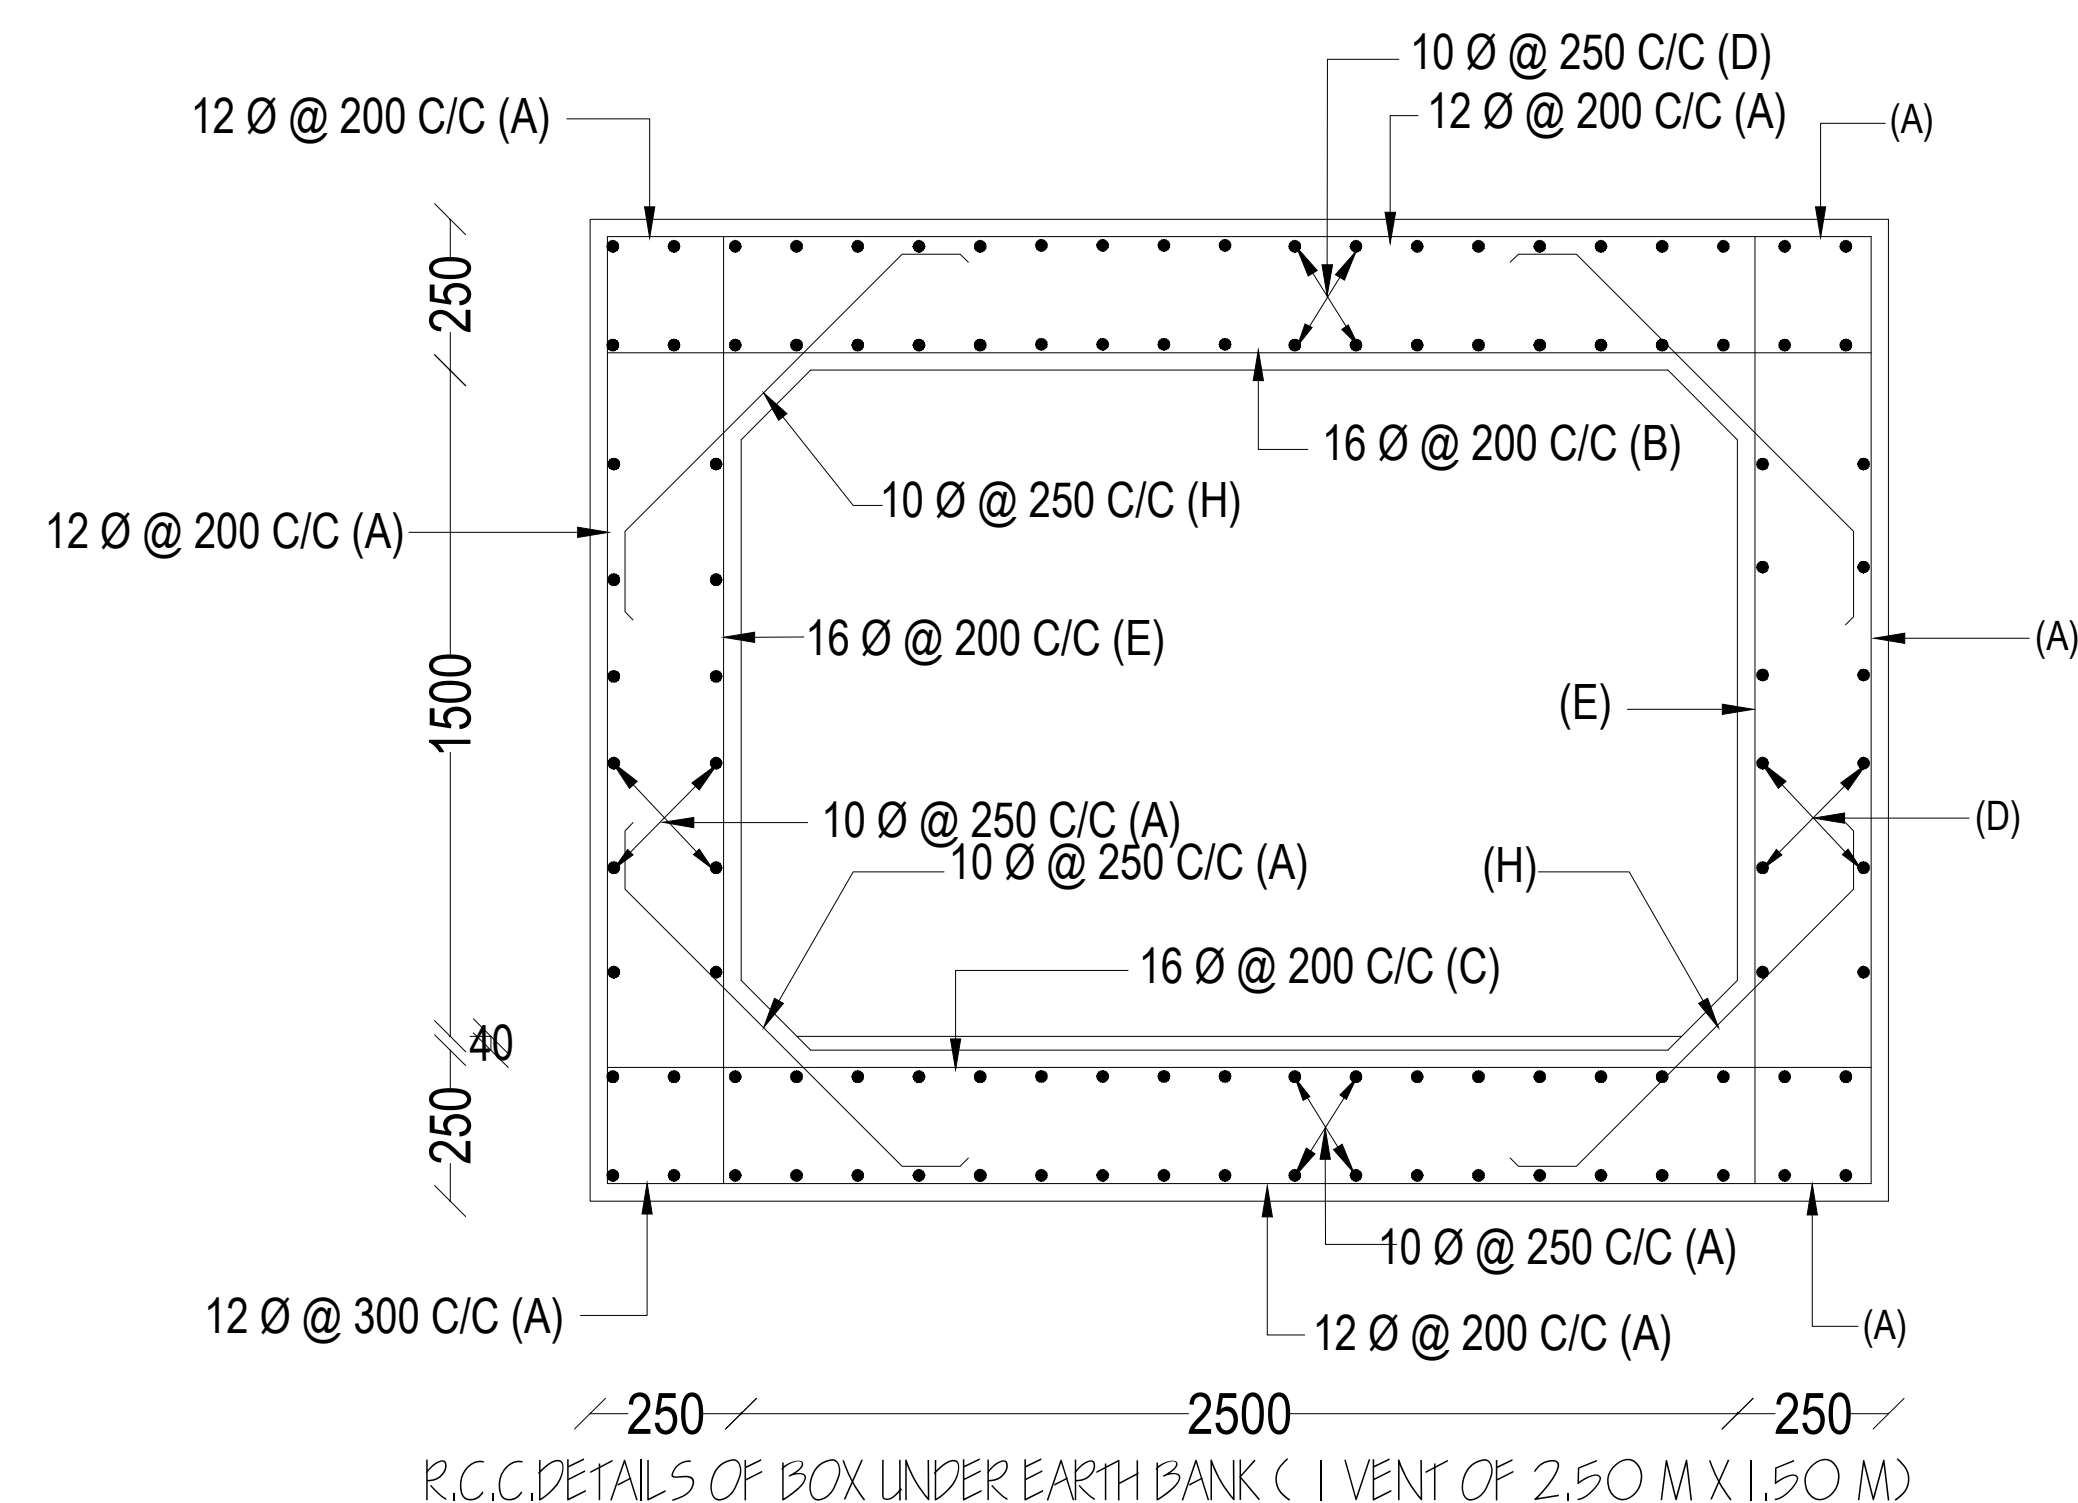 10 Ø @ 250 C/C (D)
12 Ø @ 200 C/C (A)
12 Ø @ 200 C/C (A)
(A)
250
16 Ø @ 200 C/C (B)
10 Ø @ 250 C/C (H)
12 Ø @ 200 C/C (A)
16 Ø @ 200 C/C (E)
(A)
1500
(E)
10 Ø @ 250 C/C (A)
(D)
10 Ø @ 250 C/C (A)
(H)
16 Ø @ 200 C/C (C)
40
250
10 Ø @ 250 C/C (A)
12 Ø @ 300 C/C (A)
12 Ø @ 200 C/C (A)
(A)
250
2500
250
R.C.C.DETAILS OF BOX UNDER EARTH BANK ( 1 VENT OF 2.50 M X 1.50 M)